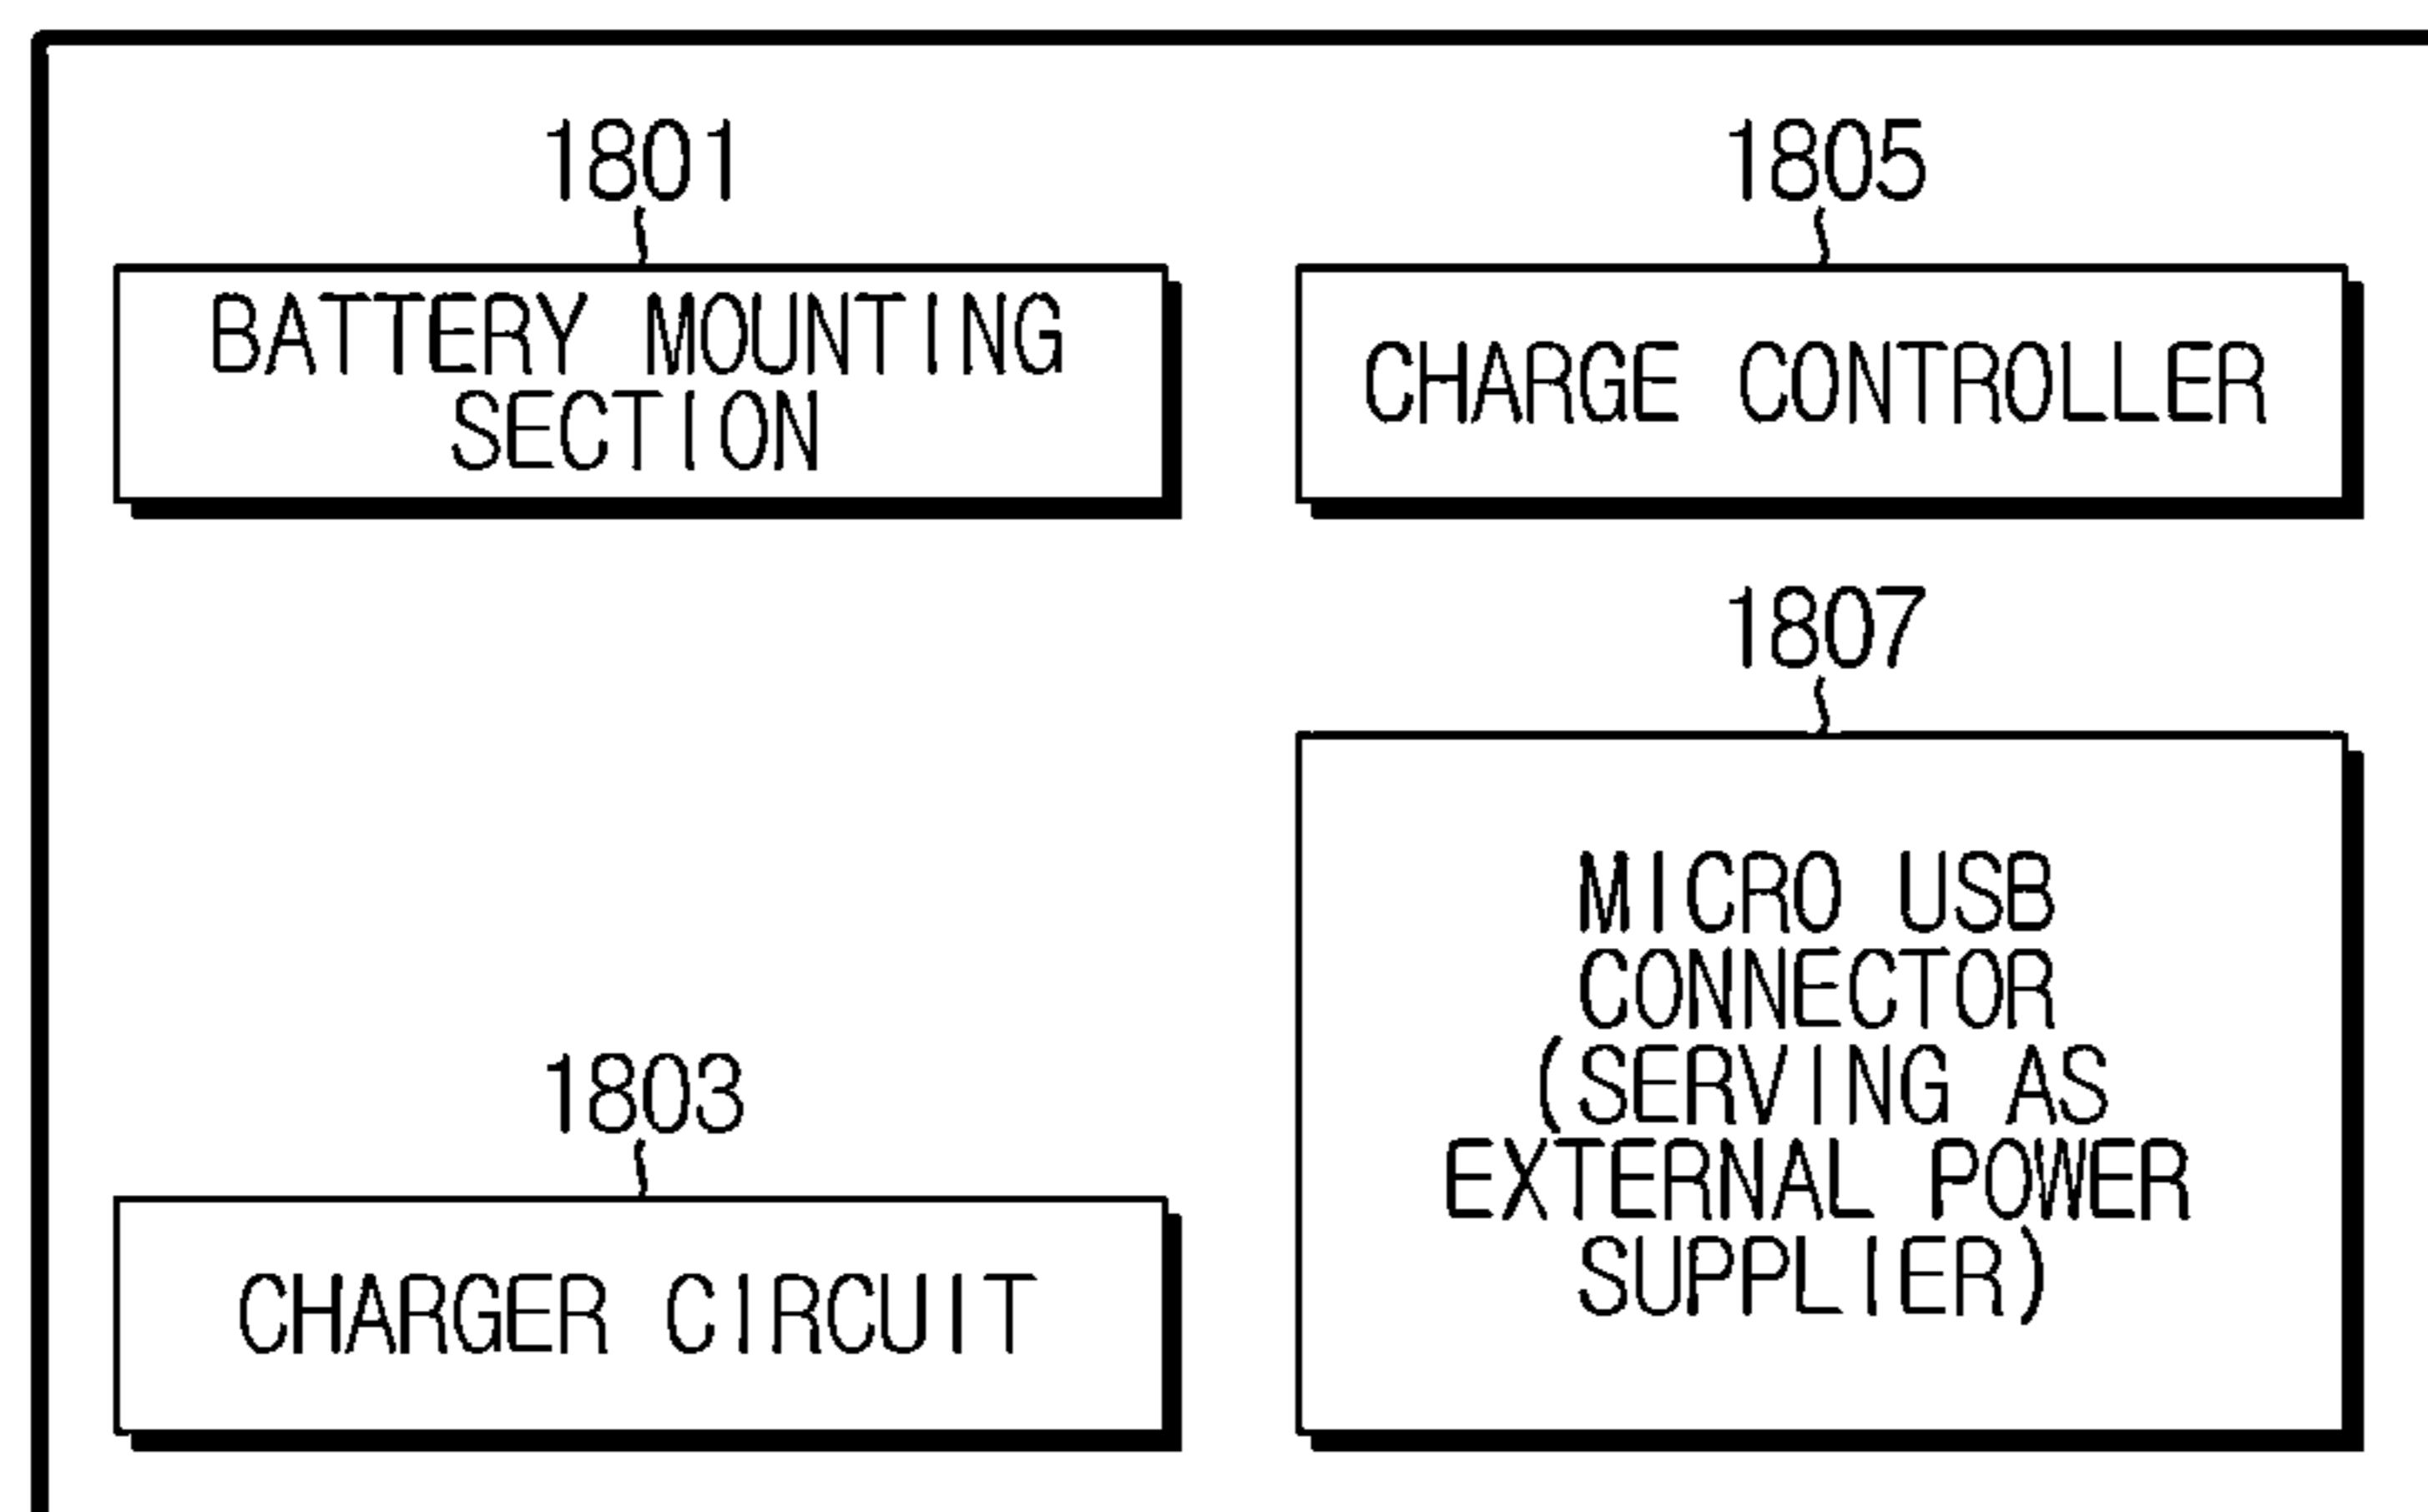 1801
BATTERY MOUNTING
SECTION
1805
CHARGE CONTROLLER
1807
MICRO USB
CONNECTOR
(SERVING AS
EXTERNAL POWER
SUPPLIER)
1803
CHARGER CIRCUIT